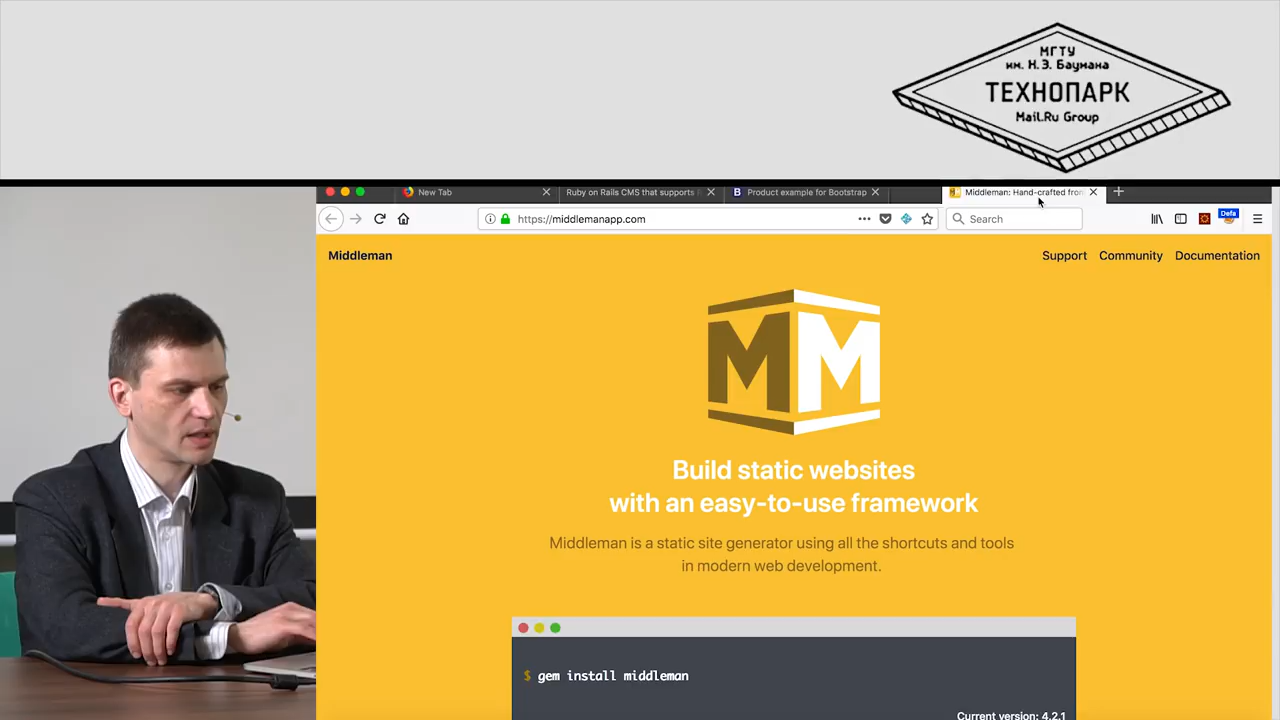 МГТУ
им. Н.Э. Баумана
ТЕХНОПАРК
Mail.Ru Group
New Tab
Ruby on Rails CMS that supports
Product example for Bootstrap
Middleman: Hand-crafted fron
https://middlemanapp.com
Search
Defa
Middleman
Support
Community
Documentation
MM
Build static websites
with an easy-to-use framework
Middleman is a static site generator using all the shortcuts and tools
in modern web development.
$ gem install middleman
Current version: 4.2.1